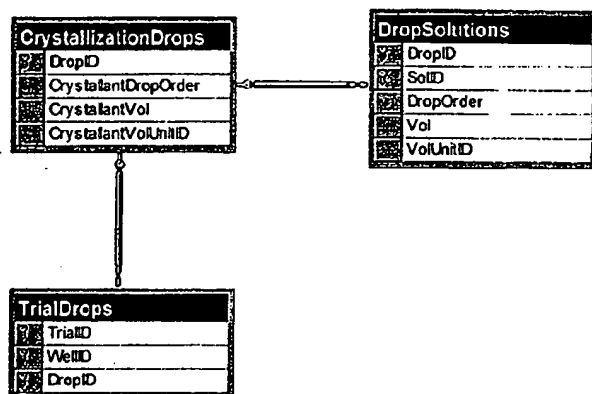 CrystallizationDrops
DropID
CrystallantDropOrder
CrystallantVol
CrystallantVolUnitID
DropSolutions
DropID
SolID
DropOrder
Vol
VolUnitID
TrialDrops
TrialID
WellID
DropID